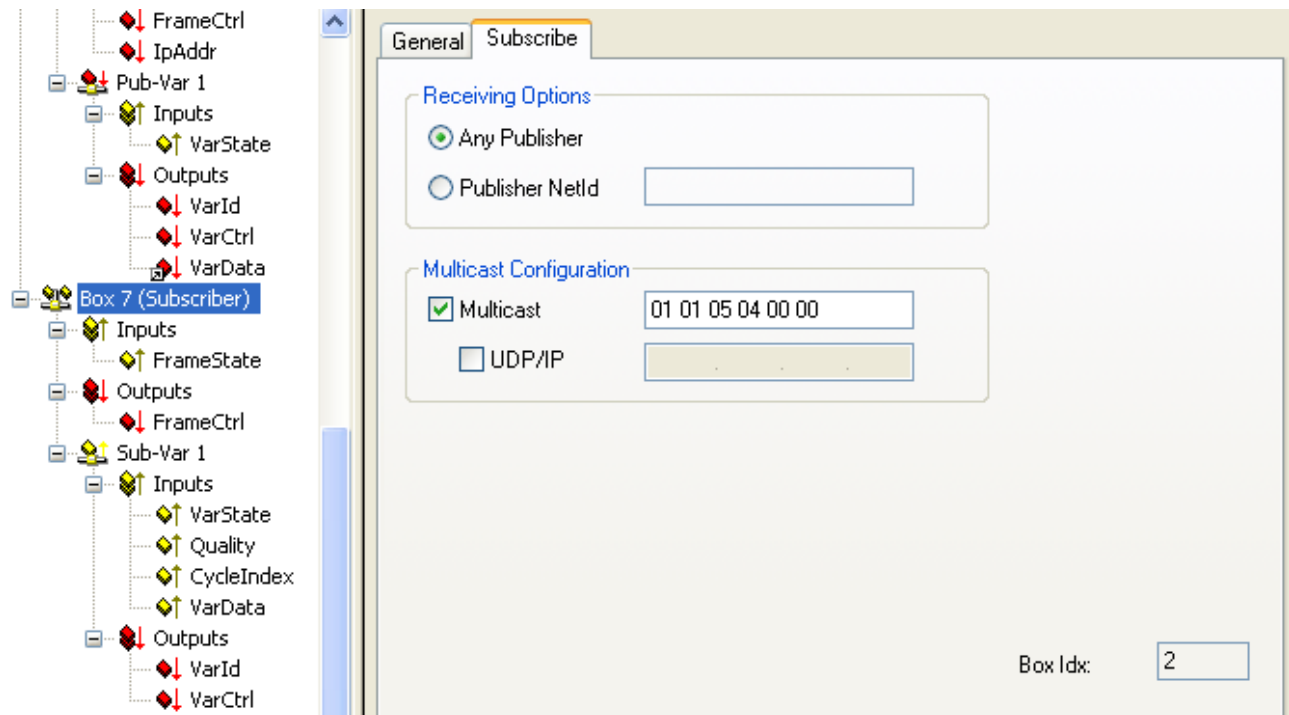 FrameCtrl
IpAddr
Pub-Var 1
Inputs
VarState
Outputs
VarId
VarCtrl
VarData
Box 7 (Subscriber)
Inputs
FrameState
Outputs
FrameCtrl
Sub-Var 1
Inputs
VarState
Quality
CycleIndex
VarData
Outputs
VarId
VarCtrl
General Subscribe
Receiving Options
Any Publisher
Publisher NetId
Multicast Configuration
Multicast 01 01 05 04 00 00
UDP/IP . . .
Box Idx: 2